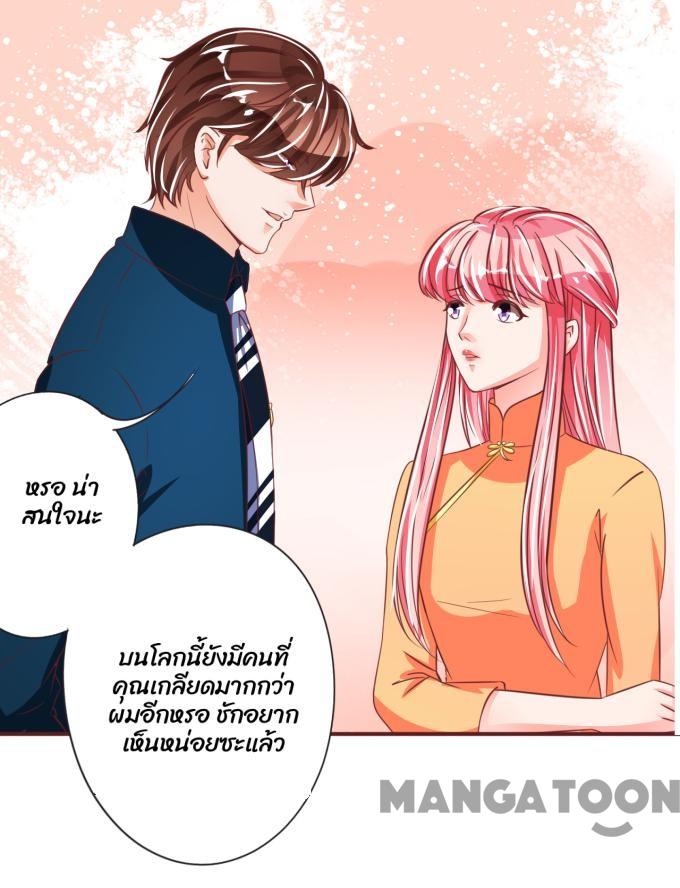 หรอ น่า
สนใจนะ
บนโลกนี้ยังมีคนที่
คุณเกลียดมากกว่า
ผมอีกหรอ ชักอยาก
เห็นหน่อยซะแล้ว
MANGATOON